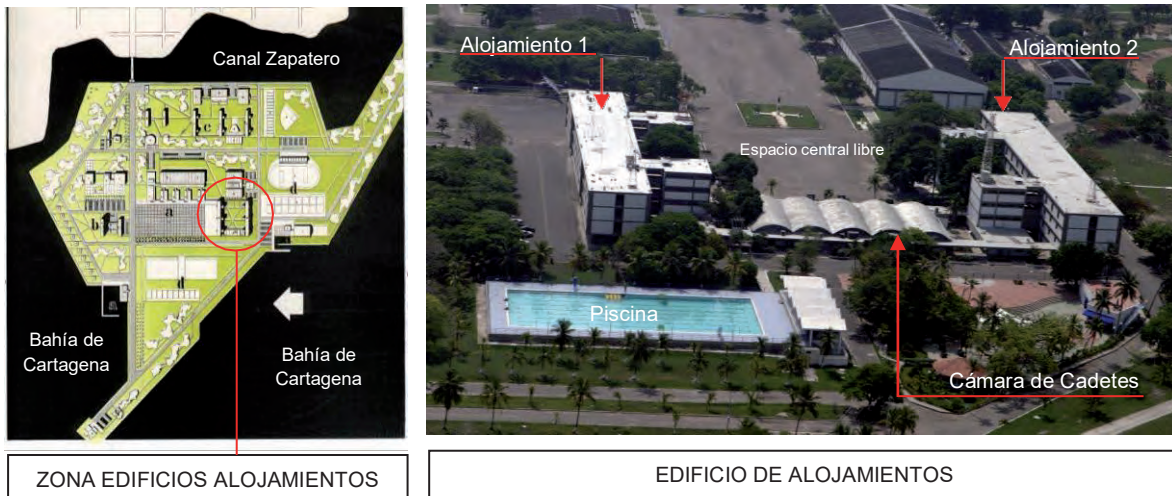 Canal Zapatero
c
d
a
b
d
Bahía de
Cartagena
Bahía de
Cartagena
ZONA EDIFICIOS ALOJAMIENTOS
Alojamiento 1
Alojamiento 2
Espacio central libre
Piscina
Cámara de Cadetes
EDIFICIO DE ALOJAMIENTOS